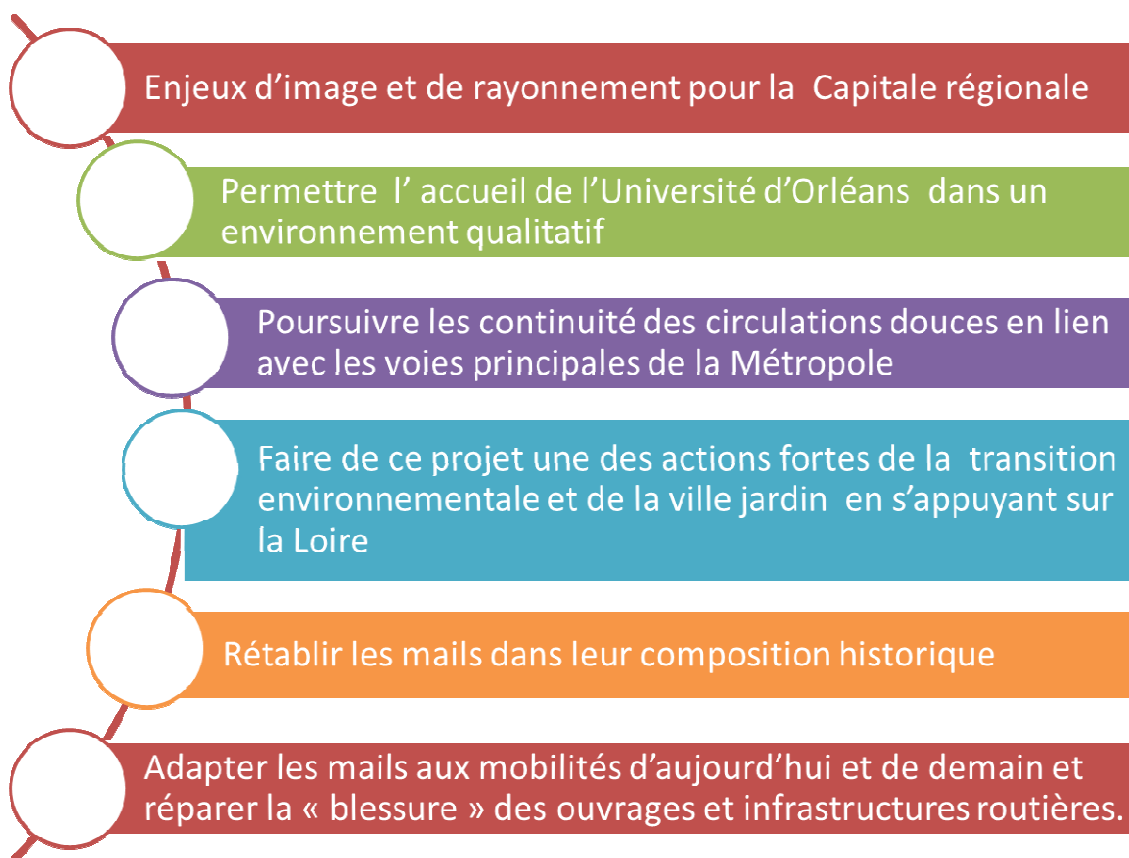 Enjeux d'image et de rayonnement pour la Capitale régionale
Permettre l' accueil de l'Université d'Orléans dans un
environnement qualitatif
Poursuivre les continuité des circulations douces en lien
avec les voies principales de la Métropole
Faire de ce projet une des actions fortes de la transition
environnementale et de la ville jardin en s'appuyant sur
la Loire
Rétablir les mails dans leur composition historique
Adapter les mails aux mobilités d'aujourd'hui et de demain et
réparer la « blessure » des ouvrages et infrastructures routières.